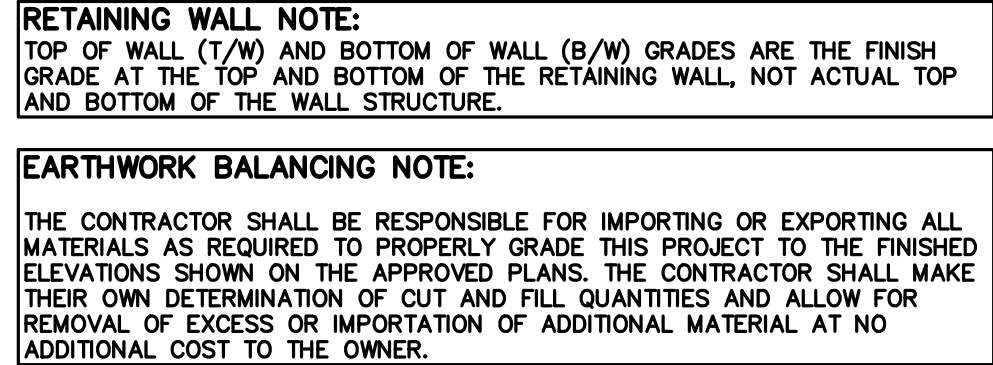 RETAINING WALL NOTE:
TOP OF WALL (T/W) AND BOTTOM OF WALL (B/W) GRADES ARE THE FINISH
GRADE AT THE TOP AND BOTTOM OF THE RETAINING WALL, NOT ACTUAL TOP
AND BOTTOM OF THE WALL STRUCTURE.
EARTHWORK BALANCING NOTE:
THE CONTRACTOR SHALL BE RESPONSIBLE FOR IMPORTING OR EXPORTING ALL
MATERIALS AS REQUIRED TO PROPERLY GRADE THIS PROJECT TO THE FINISHED
ELEVATIONS SHOWN ON THE APPROVED PLANS. THE CONTRACTOR SHALL MAKE
THEIR OWN DETERMINATION OF CUT AND FILL QUANTITIES AND ALLOW FOR
REMOVAL OF EXCESS OR IMPORTATION OF ADDITIONAL MATERIAL AT NO
ADDITIONAL COST TO THE OWNER.